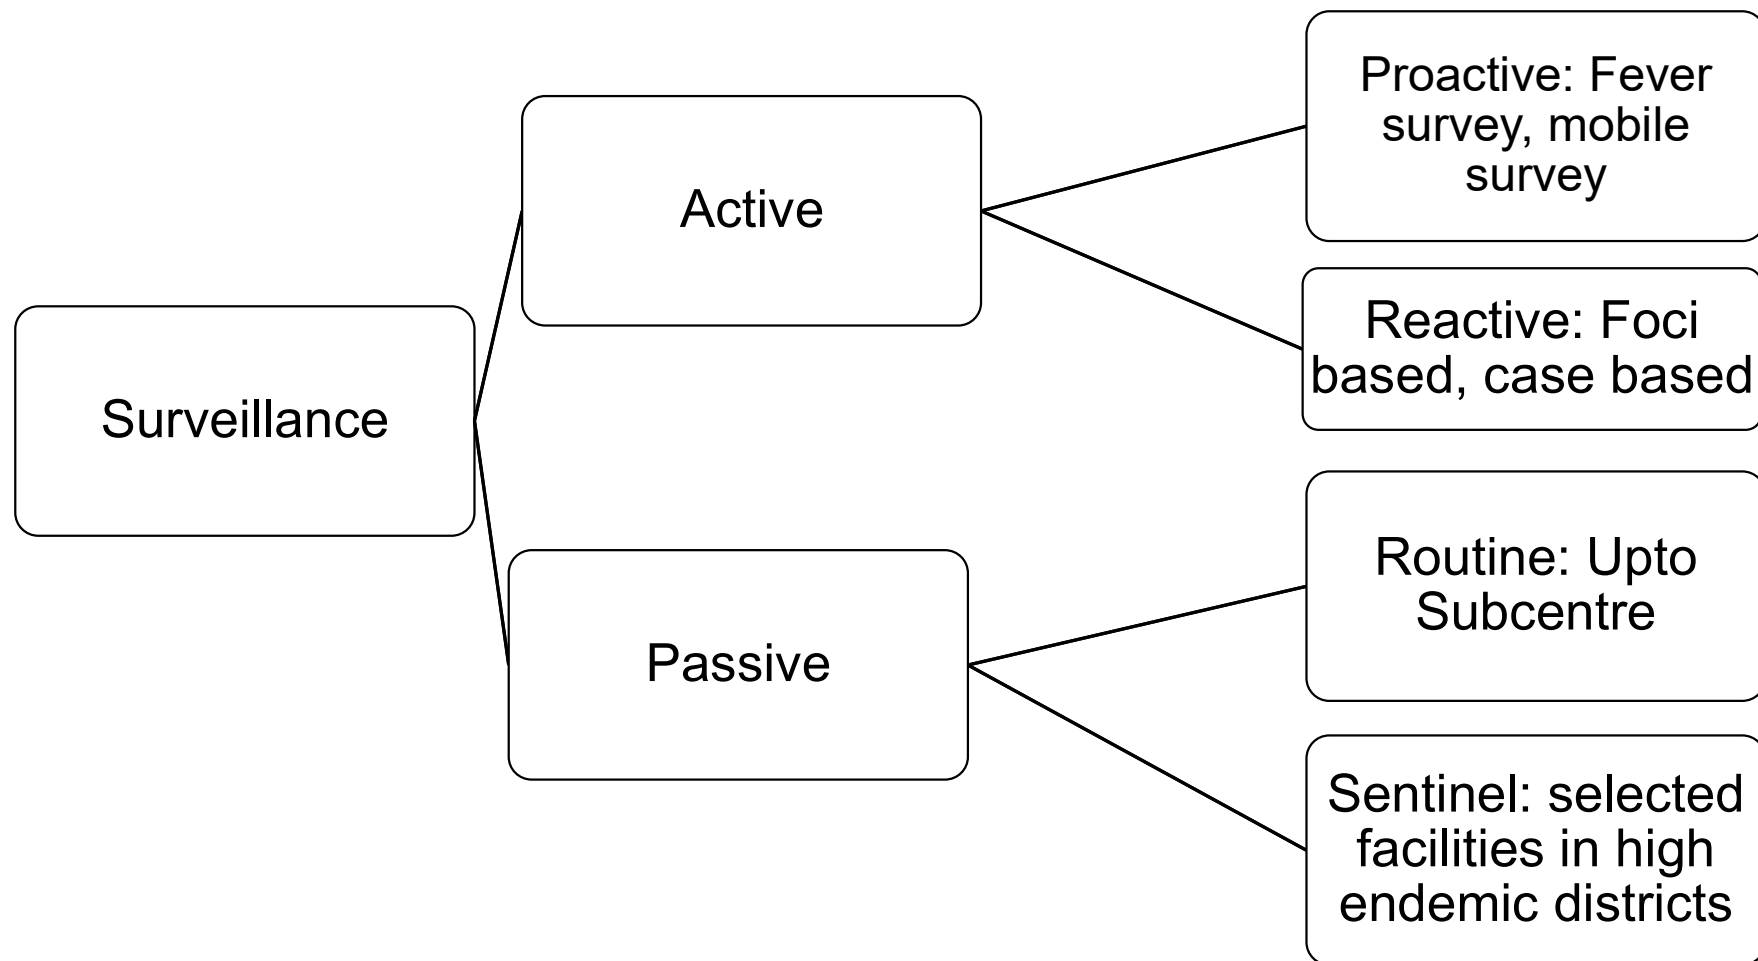 Surveillance
Active
Proactive: Fever
survey, mobile
survey
Reactive: Foci
based, case based
Passive
Routine: Upto
Subcentre
Sentinel: selected
facilities in high
endemic districts